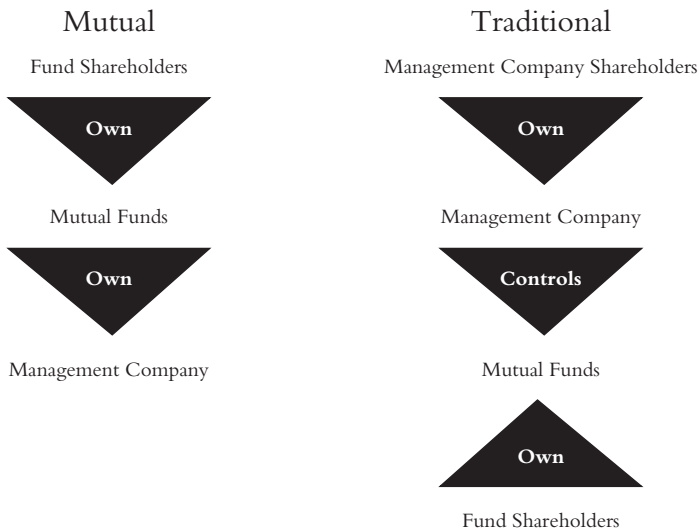 Mutual
Fund Shareholders
Own
Mutual Funds
Own
Management Company
Traditional
Management Company Shareholders
Own
Management Company
Controls
Mutual Funds
Own
Fund Shareholders